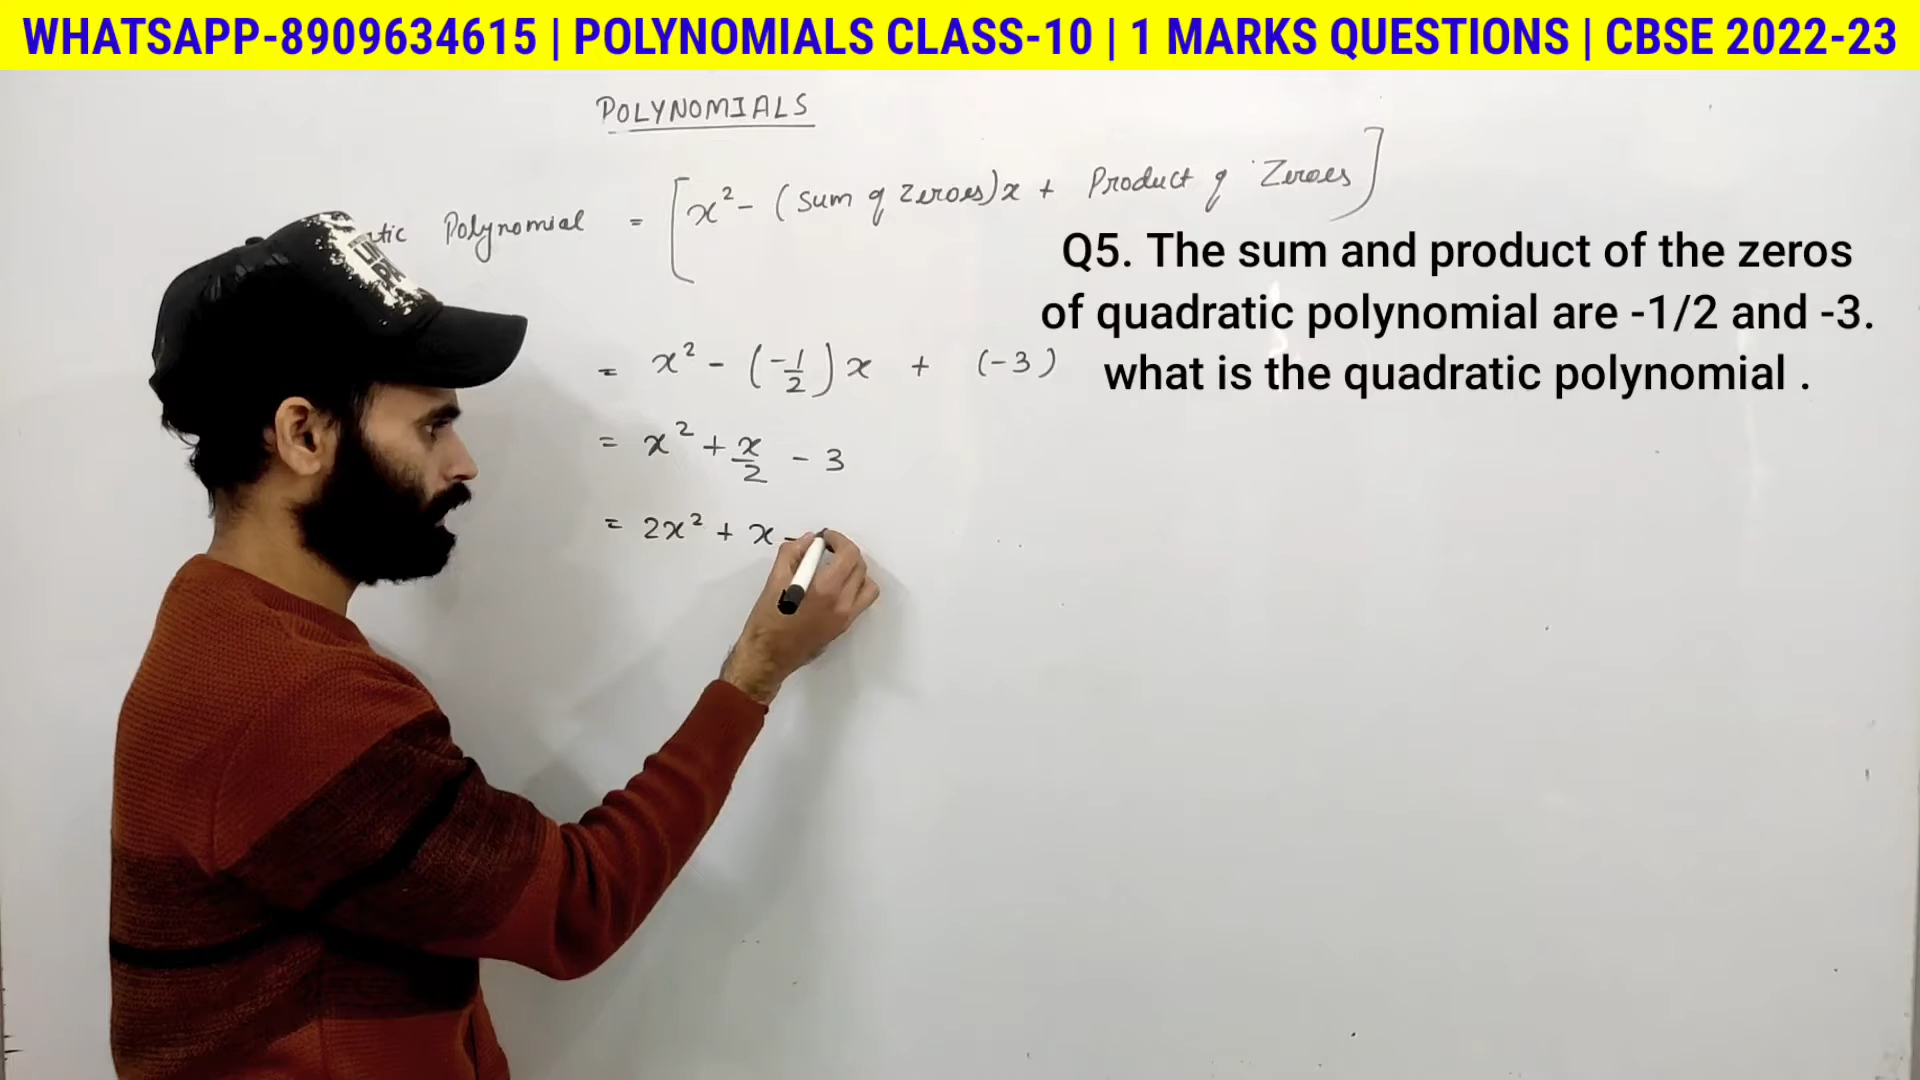 WHATSAPP-8909634615 | POLYNOMIALS CLASS-10 | 1 MARKS QUESTIONS | CBSE 2022-23
POLYNOMIALS
Polynomial = [x² - (Sum of Zeroes)x + Product of Zeroes]
Q5. The sum and product of the zeros
of quadratic polynomial are -1/2 and -3.
what is the quadratic polynomial .
= x² - (-1/2)x + (-3)
= x² + x/2 - 3
= 2x² + x -